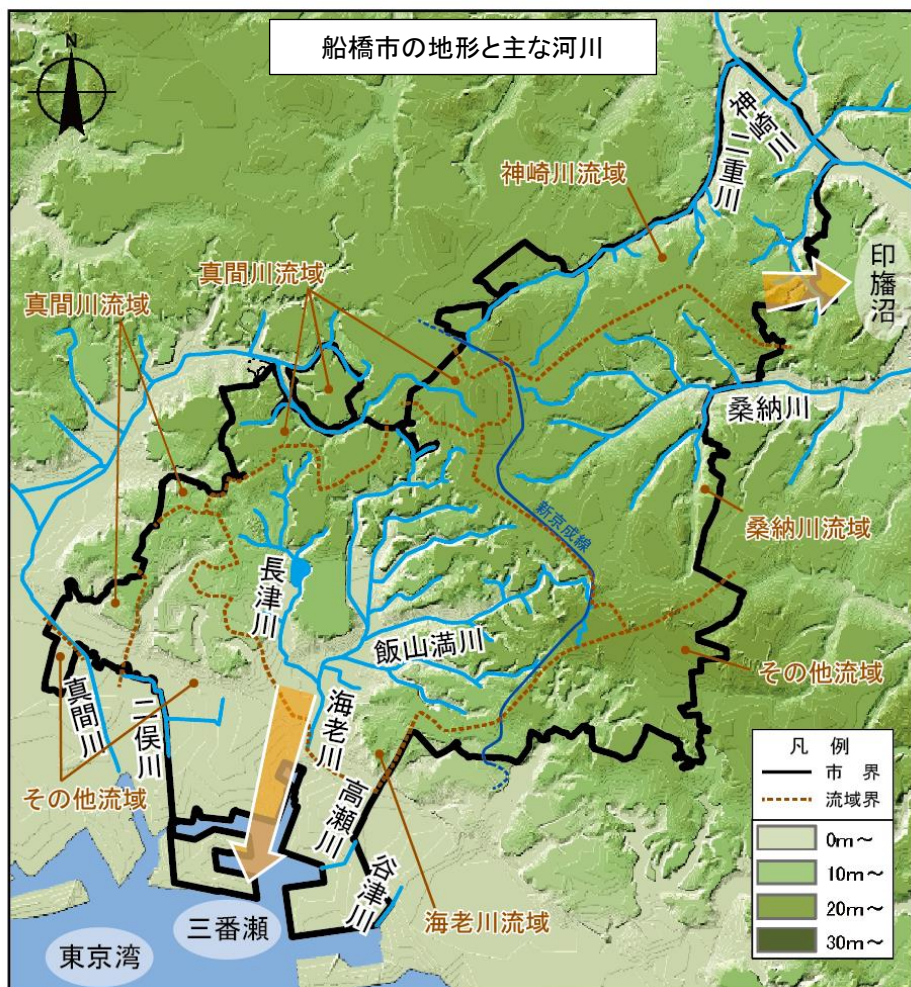 船橋市の地形と主な河川
N
神崎川
二重川
神崎川流域
印旛沼
真間川流域
真間川流域
桑納川
新京成線
桑納川流域
長津川
飯山満川
その他流域
海老川
真間川
二俣川
その他流域
高瀬川
谷津川
海老川流域
三番瀬
東京湾
凡 例
市 界
流域界
0m～
10m～
20m～
30m～